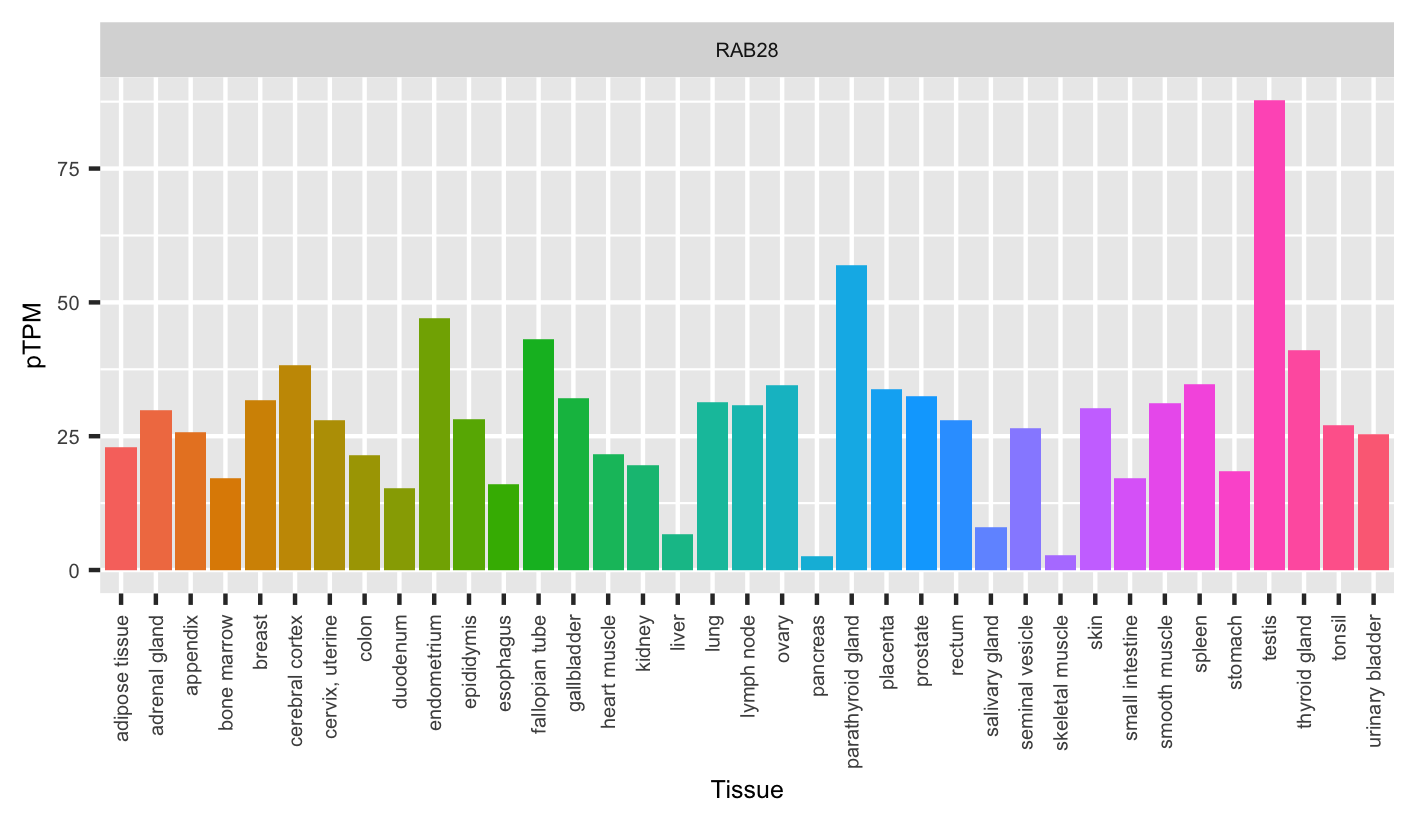 RAB28
pTPM
75
50
25
0
adipose tissue
adrenal gland
appendix
bone marrow
breast
cerebral cortex
cervix, uterine
colon
duodenum
endometrium
epididymis
esophagus
fallopian tube
gallbladder
heart muscle
kidney
liver
lung
lymph node
ovary
pancreas
parathyroid gland
placenta
prostate
rectum
salivary gland
seminal vesicle
skeletal muscle
skin
small intestine
smooth muscle
spleen
stomach
testis
thyroid gland
tonsil
urinary bladder
Tissue